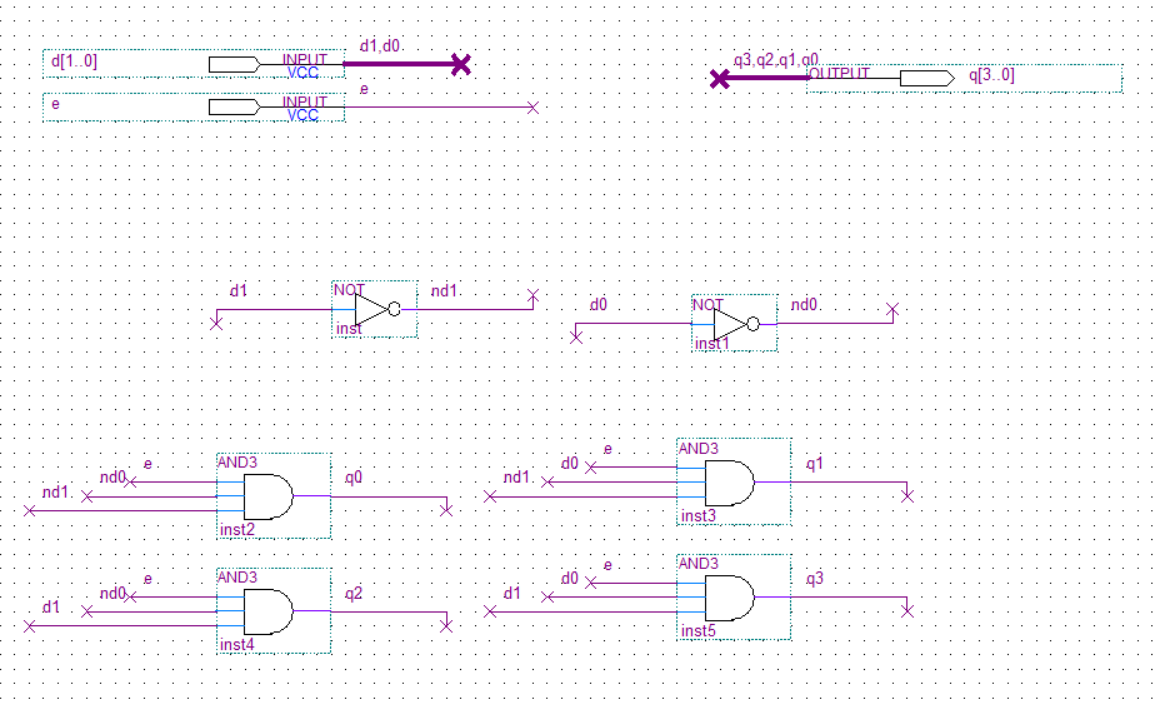 d[1..0] INPUT VCC d1,d0
e INPUT VCC e
q3,q2,q1,q0 OUTPUT q[3..0]
d1 NOT nd1
inst
d0 NOT nd0
inst1
e
nd0
nd1
AND3
q0
inst2
e
d0
nd1
AND3
q1
inst3
e
nd0
d1
AND3
q2
inst4
e
d0
d1
AND3
q3
inst5